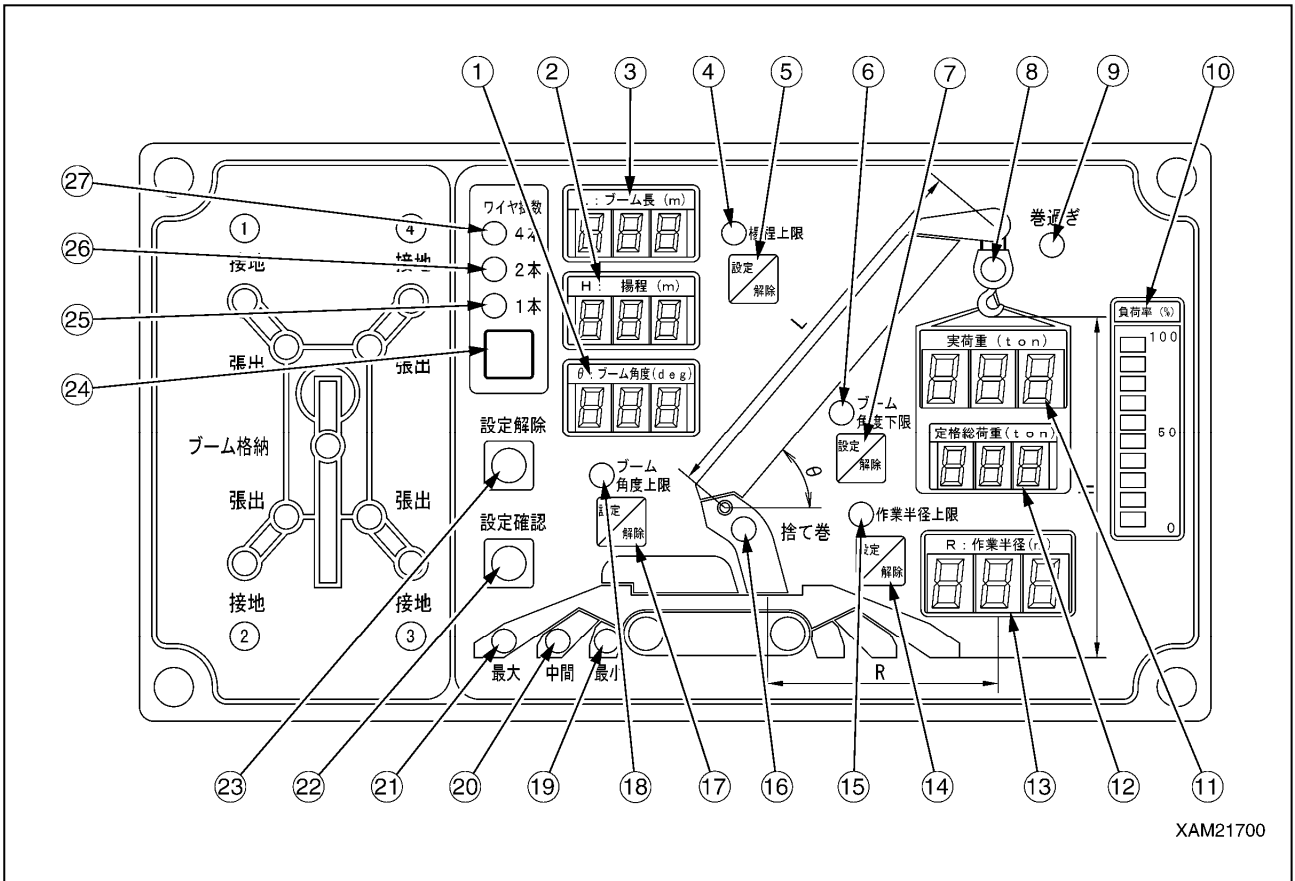 ① ② ③ ④ ⑤ ⑥ ⑦ ⑧ ⑨ ⑩
㉗
㉖
㉕
㉔
① ④
接地 接地
張出 張出
ブーム格納
張出 張出
接地 接地
② ③
4本
2本
1本
:ブーム長 (m)
H: 揚程 (m)
θ:ブーム角度(deg)
設定解除
設定確認
揚程上限
設定
解除
L
巻過ぎ
負荷率 (%)
100
50
0
実荷重 (ton)
定格総荷重(ton)
ブーム
角度下限
設定
解除
θ
ブーム
角度上限
設定
解除
捨て巻
作業半径上限
設定
解除
R:作業半径(m)
最大 中間 最小
R
㉓ ㉒ ㉑ ⑳ ⑲ ⑱ ⑰ ⑯ ⑮ ⑭ ⑬ ⑫ ⑪
XAM21700